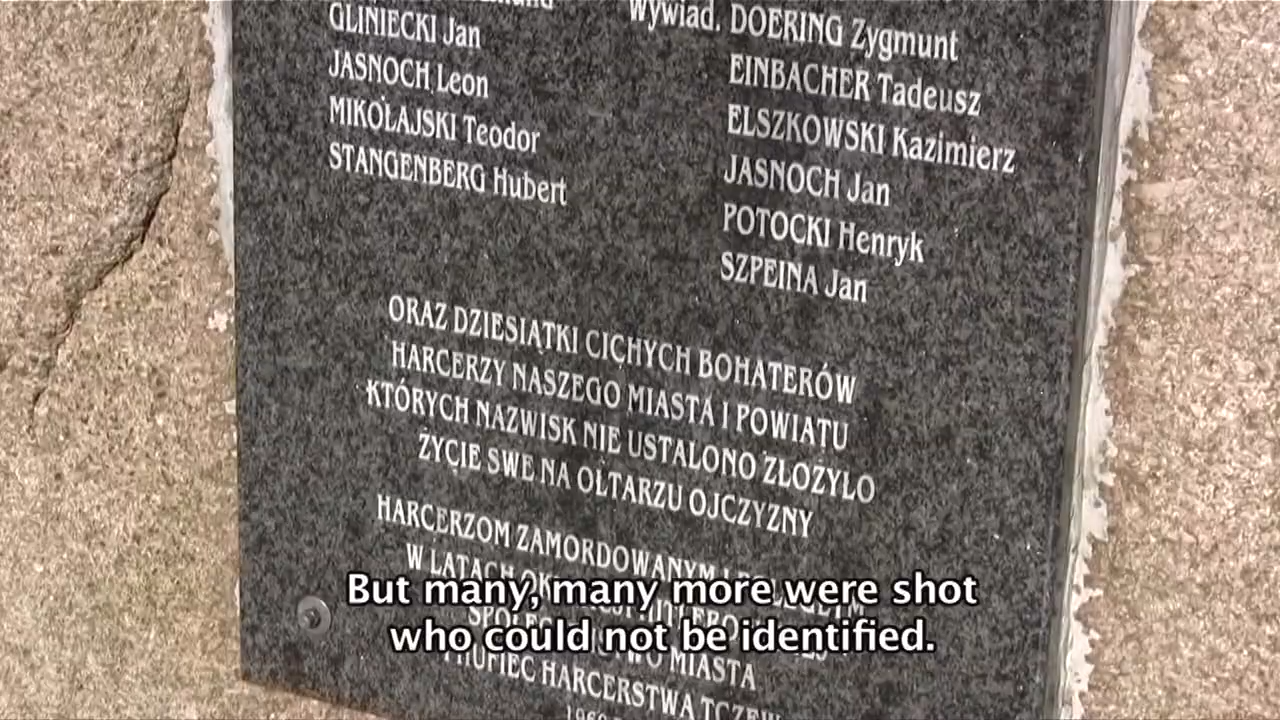 GLINIECKI Jan
JASNOCH Leon
MIKOŁAJSKI Teodor
STANGENBERG Hubert
Wywiad. DOERING Zygmunt
EINBACHER Tadeusz
ELSZKOWSKI Kazimierz
JASNOCH Jan
POTOCKI Henryk
SZPEINA Jan
ORAZ DZIESIĄTKI CICHYCH BOHATERÓW
HARCERZY NASZEGO MIASTA I POWIATU
KTÓRYCH NAZWISK NIE USTALONO ZŁOŻYŁO
ŻYCIE SWE NA OŁTARZU OJCZYZNY
HARCERZOM ZAMORDOWANYM I
W LATACH
MIASTA
HUFIEC HARCERSTWA
But many, many more were shot
who could not be identified.